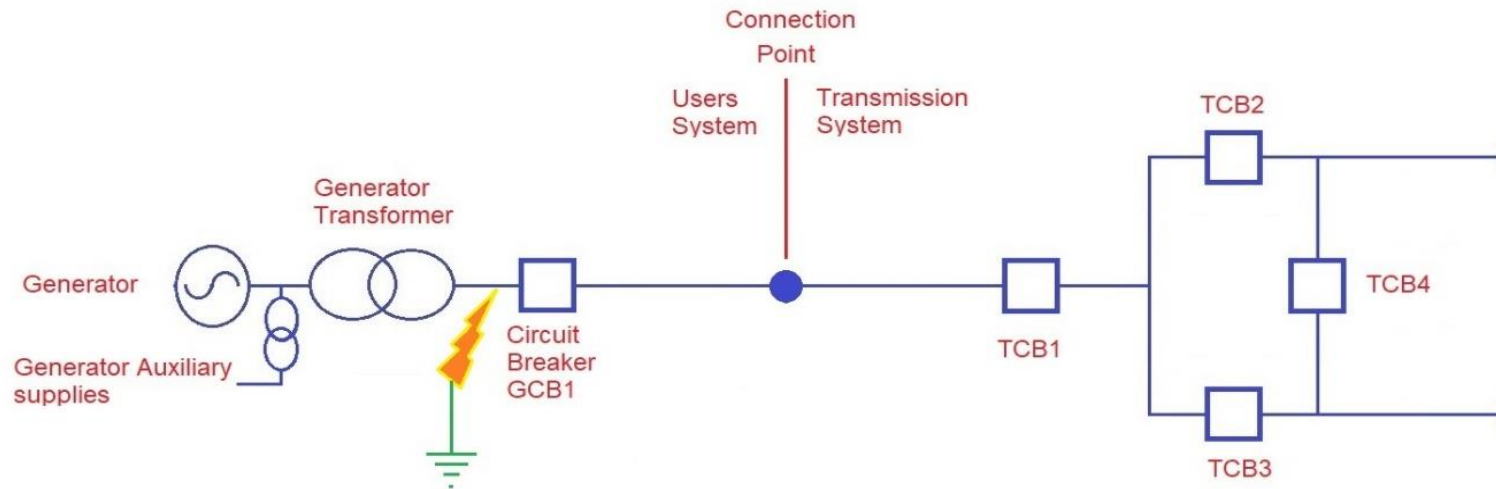 Connection
Point
Users
System
Transmission
System
TCB2
Generator
Transformer
Generator
TCB4
Circuit
Breaker
GCB1
TCB1
Generator Auxiliary
supplies
TCB3